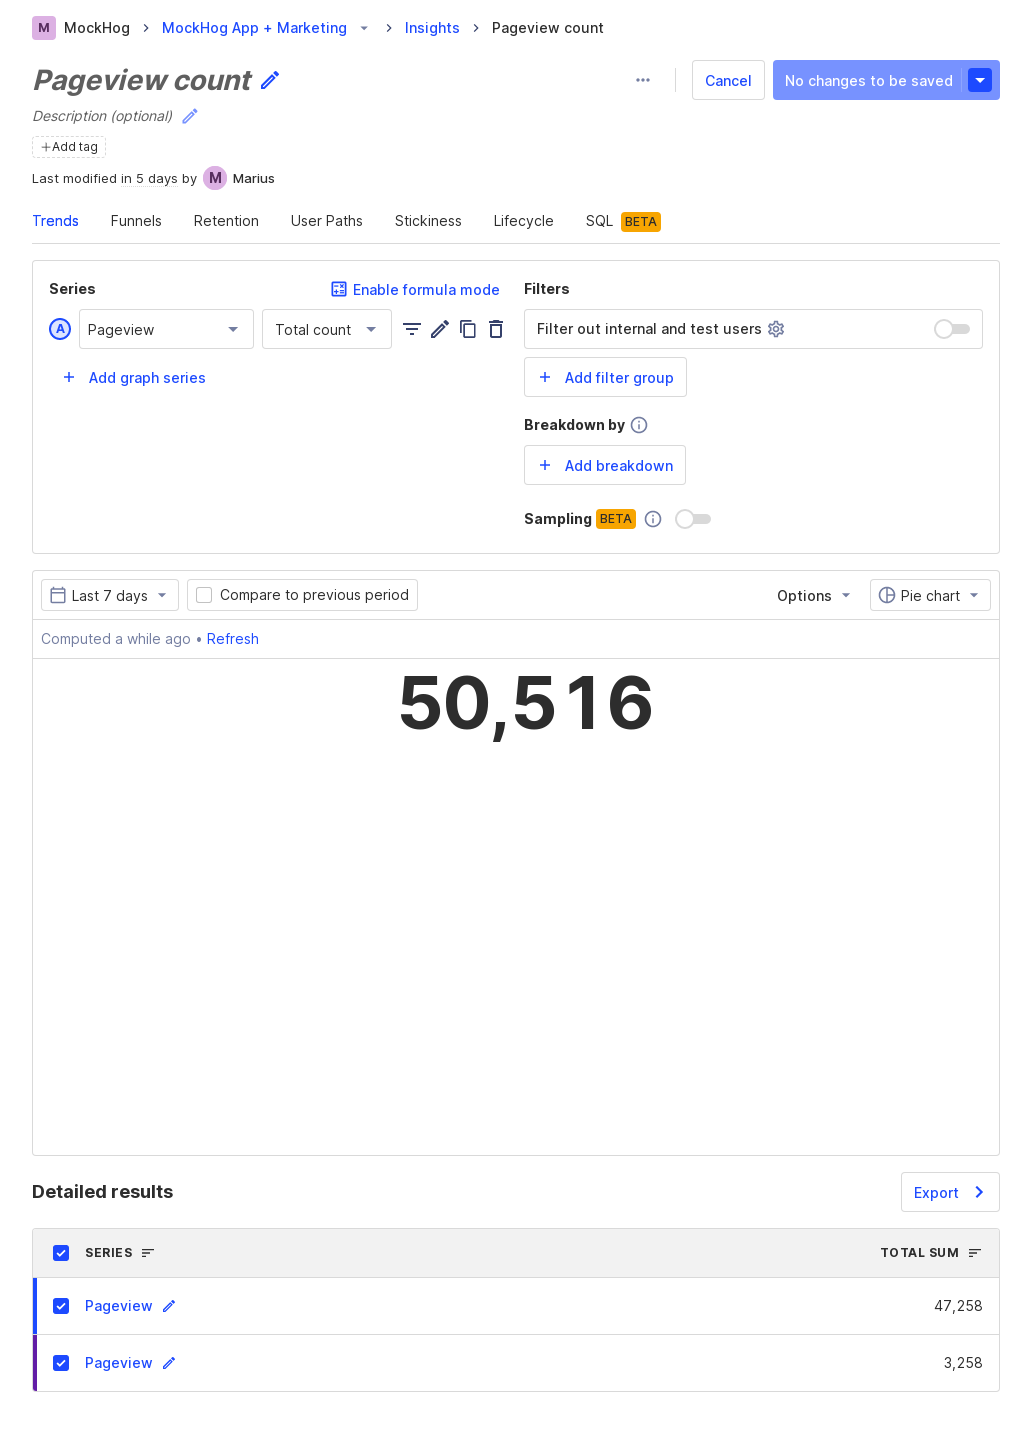 M MockHog MockHog App + Marketing Insights Pageview count
Pageview count
Cancel No changes to be saved
Description (optional)
Add tag
Last modified in 5 days by M Marius
Trends Funnels Retention User Paths Stickiness Lifecycle SQL BETA
Series Enable formula mode
A Pageview Total count
+ Add graph series
Filters
Filter out internal and test users
+ Add filter group
Breakdown by
+ Add breakdown
Sampling BETA
Last 7 days Compare to previous period Options Pie chart
Computed a while ago • Refresh
50,516
Detailed results Export
SERIES TOTAL SUM
Pageview 47,258
Pageview 3,258